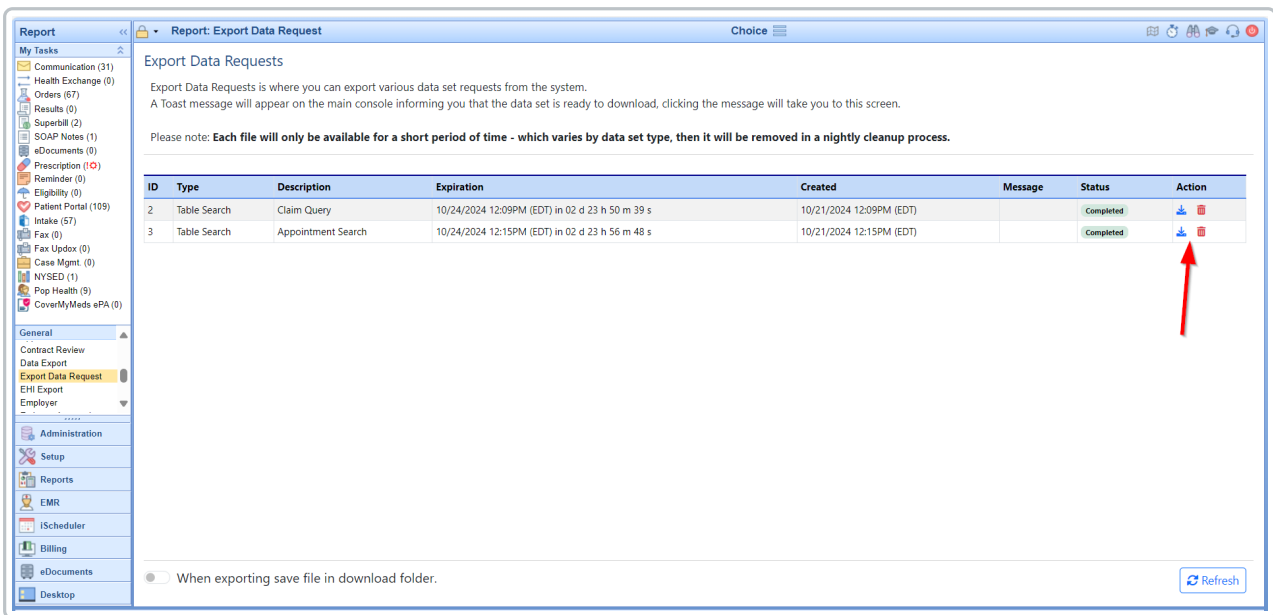 Report
Report: Export Data Request
Choice
My Tasks
Communication (31)
Health Exchange (0)
Orders (67)
Results (0)
Superbill (2)
SOAP Notes (1)
eDocuments (0)
Prescription (!
Reminder (0)
Eligibility (0)
Patient Portal (109)
Intake (57)
Fax (0)
Fax Updox (0)
Case Mgmt. (0)
NYSED (1)
Pop Health (9)
CoverMyMeds ePA (0)
General
Contract Review
Data Export
Export Data Request
EHI Export
Employer
Administration
Setup
Reports
EMR
iScheduler
Billing
eDocuments
Desktop
Export Data Requests
Export Data Requests is where you can export various data set requests from the system.
A Toast message will appear on the main console informing you that the data set is ready to download, clicking the message will take you to this screen.
Please note: Each file will only be available for a short period of time - which varies by data set type, then it will be removed in a nightly cleanup process.
ID Type Description Expiration Created Message Status Action
2 Table Search Claim Query 10/24/2024 12:09PM (EDT) in 02 d 23 h 50 m 39 s 10/21/2024 12:09PM (EDT) Completed
3 Table Search Appointment Search 10/24/2024 12:15PM (EDT) in 02 d 23 h 56 m 48 s 10/21/2024 12:15PM (EDT) Completed
When exporting save file in download folder.
Refresh